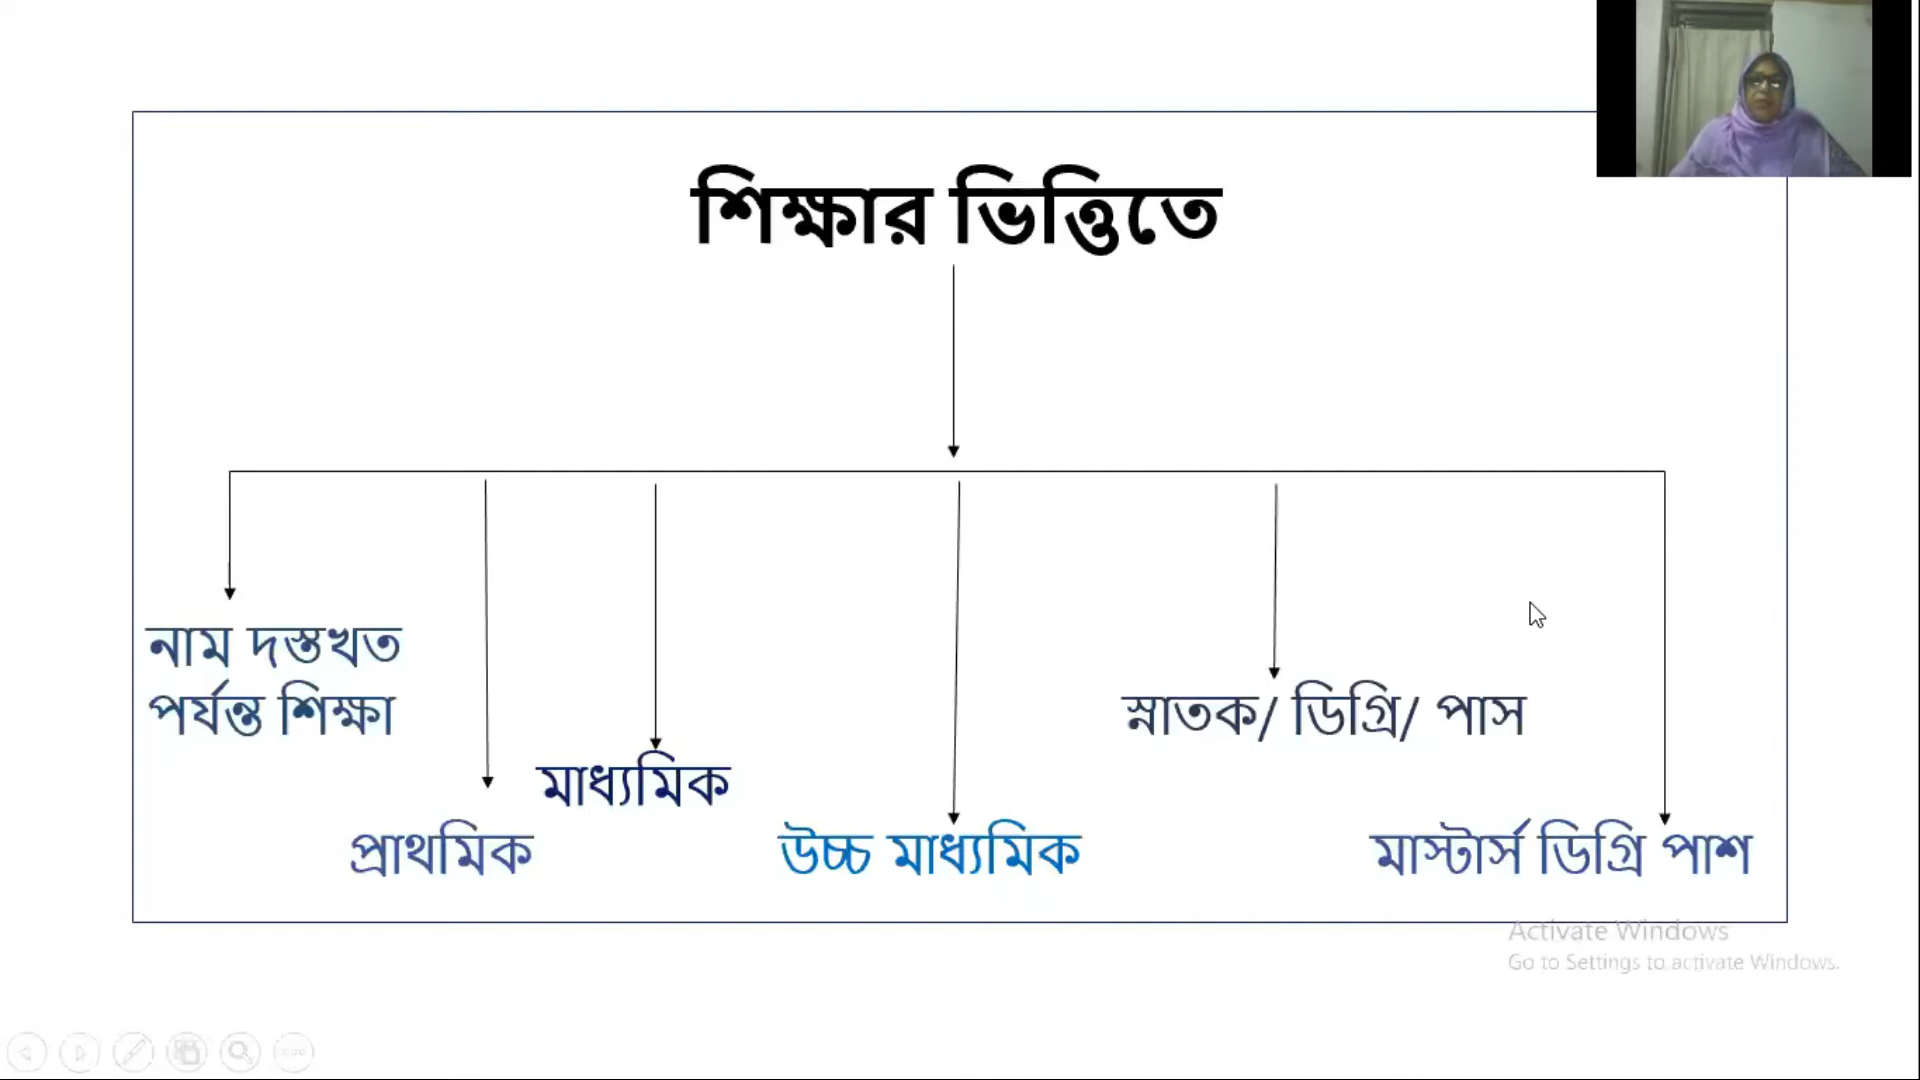 শিক্ষার ভিত্তিতে
নাম দস্তখত
পর্যন্ত শিক্ষা
প্রাথমিক
মাধ্যমিক
উচ্চ মাধ্যমিক
স্নাতক/ ডিগ্রি/ পাস
মাস্টার্স ডিগ্রি পাশ
Activate Windows
Go to Settings to activate Windows.